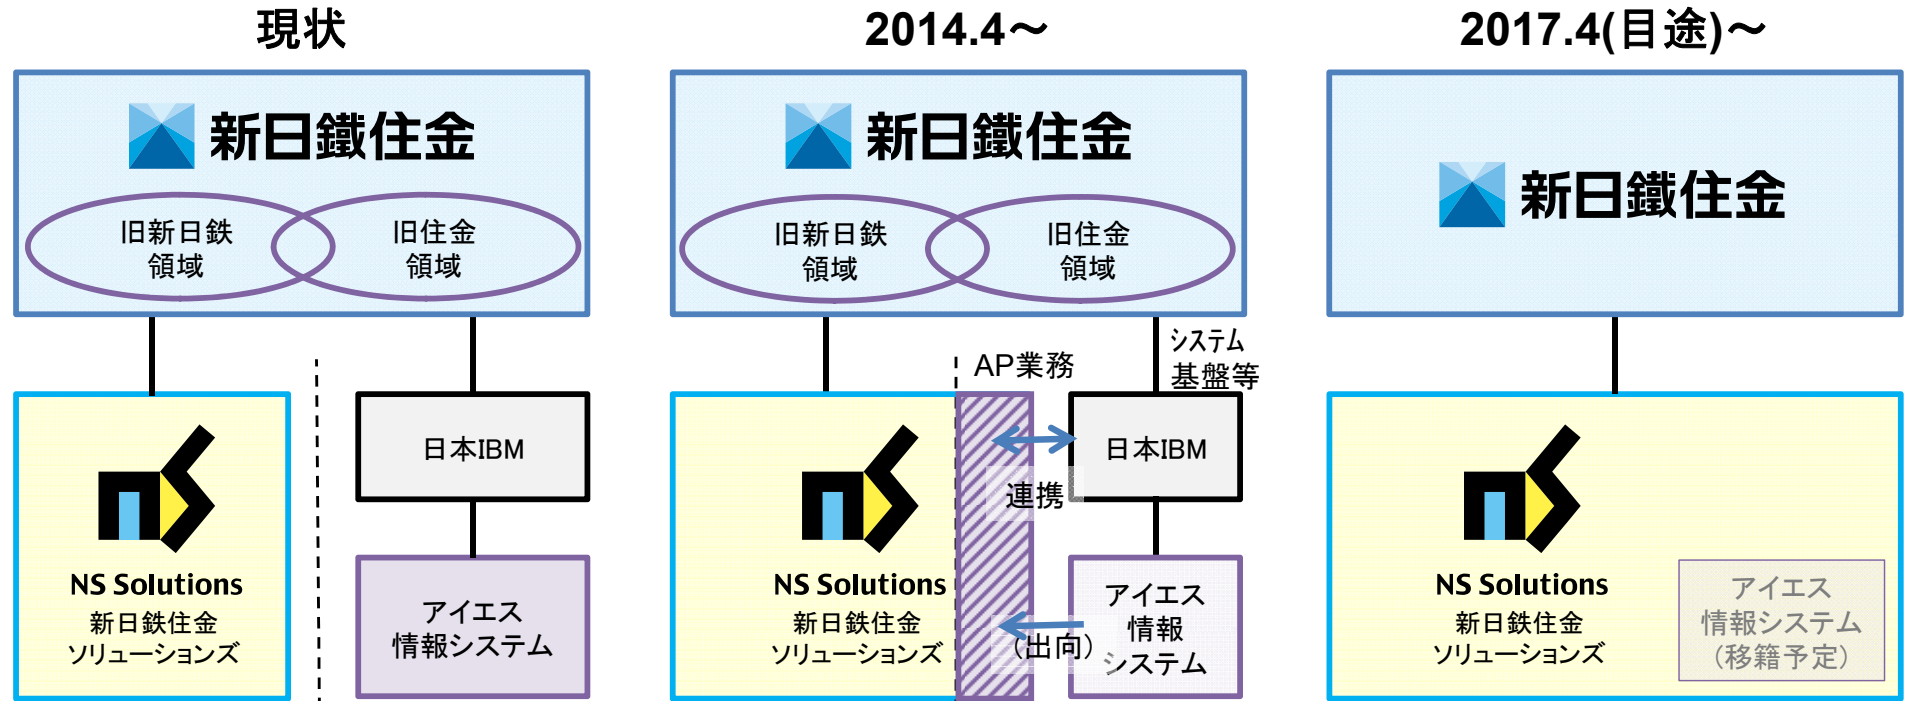 現状
新日鐵住金
旧新日鉄
領域
旧住金
領域
NS Solutions
新日鉄住金
ソリューションズ
日本IBM
アイエス
情報システム
2014.4～
新日鐵住金
旧新日鉄
領域
旧住金
領域
AP業務
システム
基盤等
NS Solutions
新日鉄住金
ソリューションズ
日本IBM
連携
(出向)
アイエス
情報
システム
2017.4(目途)～
新日鐵住金
NS Solutions
新日鉄住金
ソリューションズ
アイエス
情報システム
(移籍予定)